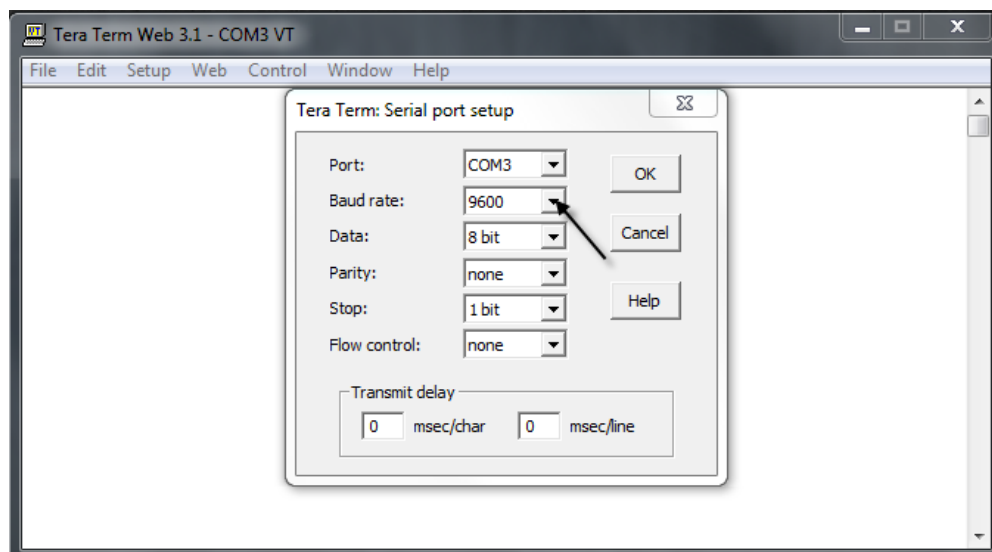 Tera Term Web 3.1 - COM3 VT
File Edit Setup Web Control Window Help
Tera Term: Serial port setup
Port: COM3 OK
Baud rate: 9600
Data: 8 bit Cancel
Parity: none
Stop: 1 bit Help
Flow control: none
Transmit delay
0 msec/char 0 msec/line